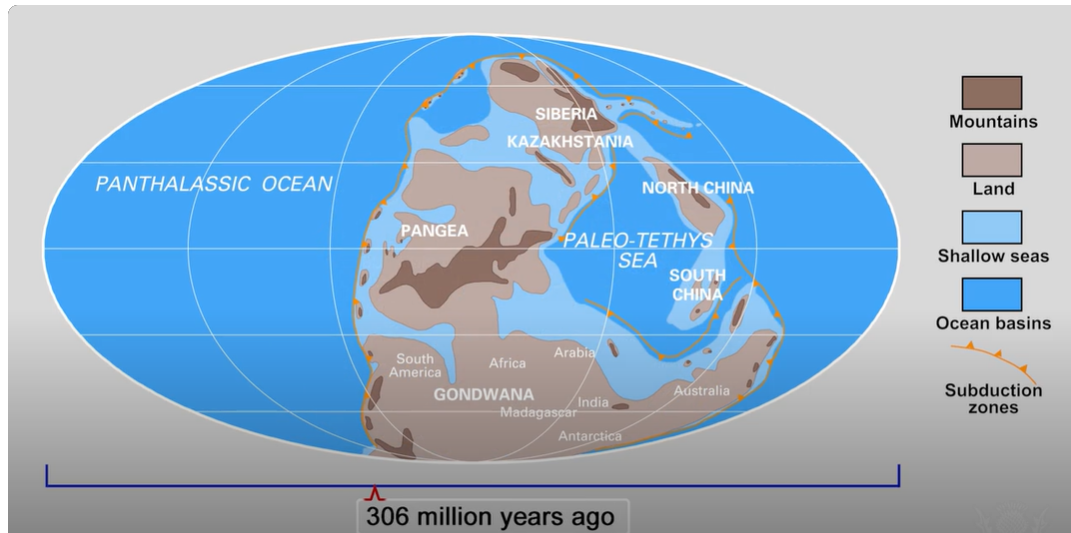 SIBERIA
KAZAKHSTANIA
PANTHALASSIC OCEAN
NORTH CHINA
PANGEA
PALEO-TETHYS
SEA
SOUTH
CHINA
South
America
Africa
Arabia
GONDWANA
India
Australia
Madagascar
Antarctica
Mountains
Land
Shallow seas
Ocean basins
Subduction
zones
306 million years ago